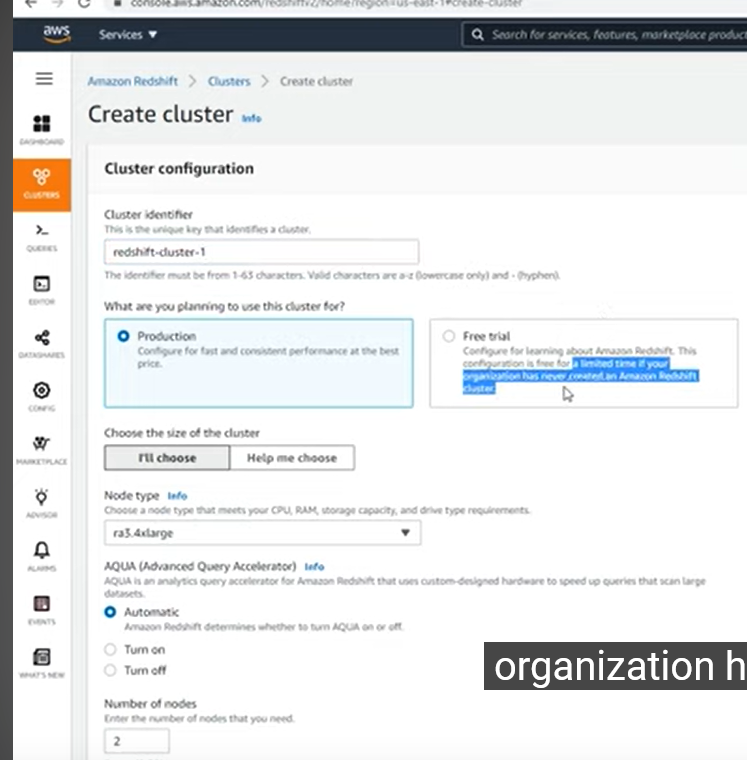 console.aws.amazon.com/redshiftv2/home?region=us-east-1#create-cluster
aws
Services ▼
Search for services, features, marketplace product
Amazon Redshift > Clusters > Create cluster
Create cluster Info
DASHBOARD
CLUSTERS
QUERIES
EDITOR
DATASHARES
CONFIG
MARKETPLACE
ADVISOR
ALARMS
EVENTS
WHAT'S NEW
Cluster configuration
Cluster identifier
This is the unique key that identifies a cluster.
redshift-cluster-1
The identifier must be from 1-63 characters. Valid characters are a-z (lowercase only) and - (hyphen).
What are you planning to use this cluster for?
Production
Configure for fast and consistent performance at the best
price.
Free trial
Configure for learning about Amazon Redshift. This
configuration is free for a limited time if your
organization has never created an Amazon Redshift
cluster.
Choose the size of the cluster
I'll choose
Help me choose
Node type Info
Choose a node type that meets your CPU, RAM, storage capacity, and drive type requirements.
ra3.4xlarge
AQUA (Advanced Query Accelerator) Info
AQUA is an analytics query accelerator for Amazon Redshift that uses custom-designed hardware to speed up queries that scan large
datasets.
Automatic
Amazon Redshift determines whether to turn AQUA on or off.
Turn on
Turn off
organization h
Number of nodes
Enter the number of nodes that you need.
2